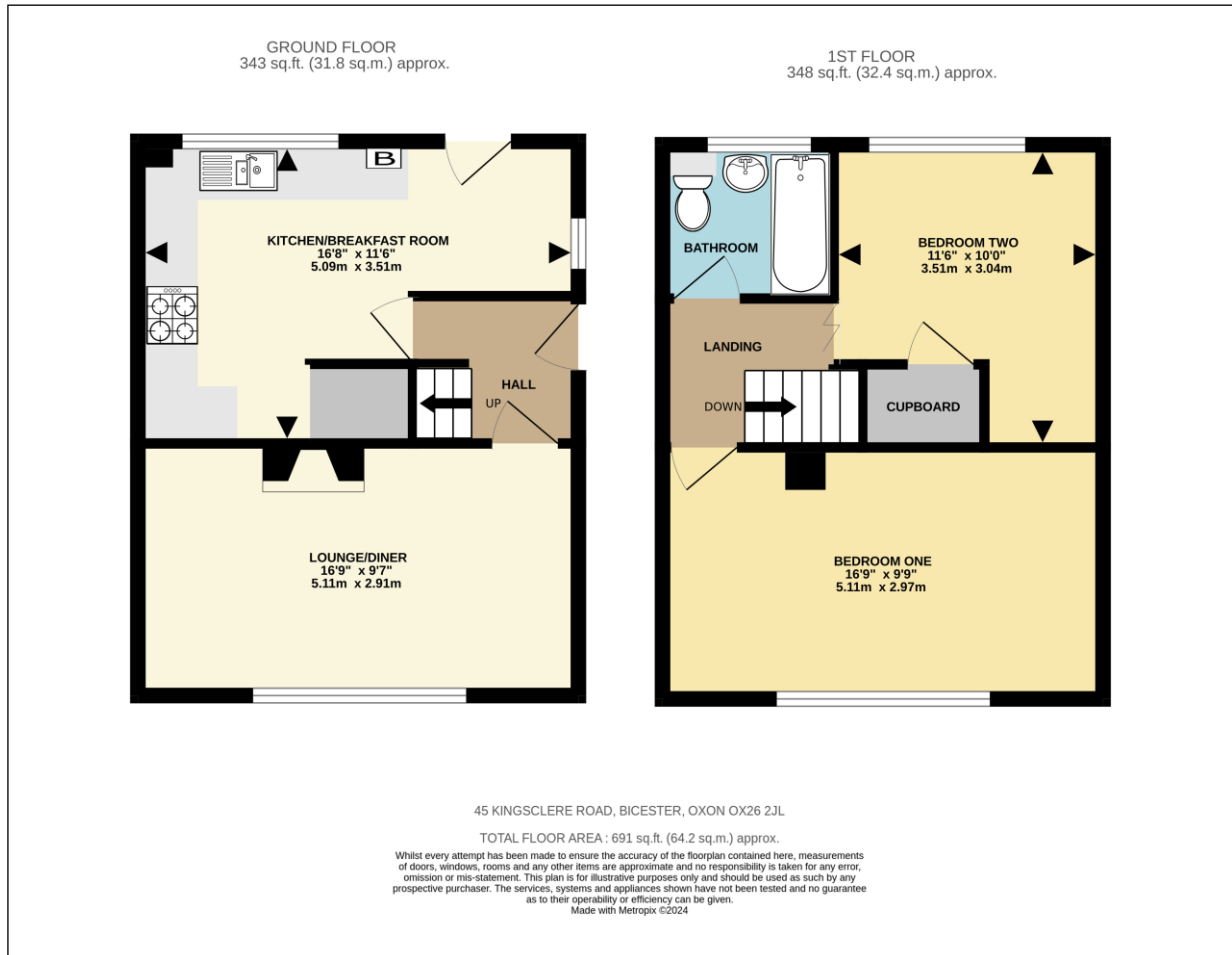 GROUND FLOOR
343 sq.ft. (31.8 sq.m.) approx.
B
KITCHEN/BREAKFAST ROOM
16'8" x 11'6"
5.09m x 3.51m
HALL
UP
LOUNGE/DINER
16'9" x 9'7"
5.11m x 2.91m
1ST FLOOR
348 sq.ft. (32.4 sq.m.) approx.
BATHROOM
BEDROOM TWO
11'6" x 10'0"
3.51m x 3.04m
LANDING
DOWN
CUPBOARD
BEDROOM ONE
16'9" x 9'9"
5.11m x 2.97m
45 KINGSCLERE ROAD, BICESTER, OXON OX26 2JL
TOTAL FLOOR AREA : 691 sq.ft. (64.2 sq.m.) approx.
Whilst every attempt has been made to ensure the accuracy of the floorplan contained here, measurements
of doors, windows, rooms and any other items are approximate and no responsibility is taken for any error,
omission or mis-statement. This plan is for illustrative purposes only and should be used as such by any
prospective purchaser. The services, systems and appliances shown have not been tested and no guarantee
as to their operability or efficiency can be given.
Made with Metropix ©2024